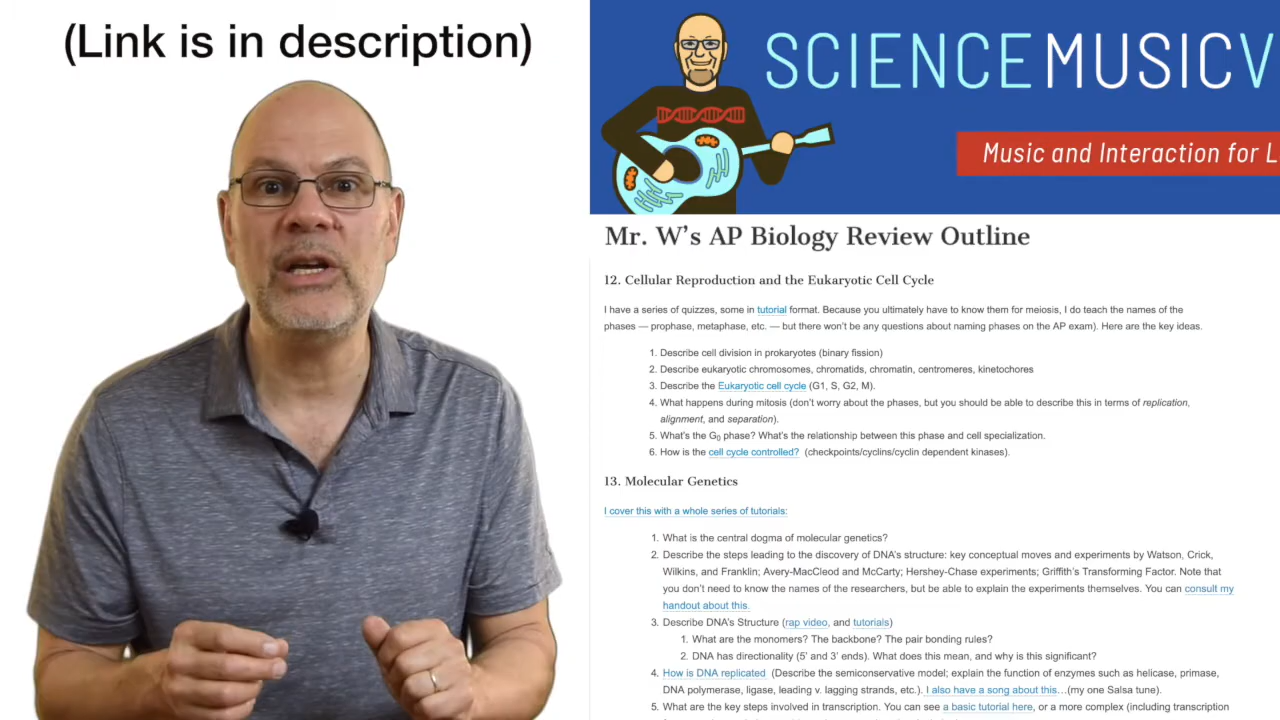 (Link is in description)
SCIENCEMUSICV
Music and Interaction for L
Mr. W’s AP Biology Review Outline
12. Cellular Reproduction and the Eukaryotic Cell Cycle
I have a series of quizzes, some in tutorial format. Because you ultimately have to know them for meiosis, I do teach the names of the
phases — prophase, metaphase, etc. — but there won’t be any questions about naming phases on the AP exam). Here are the key ideas.
1. Describe cell division in prokaryotes (binary fission)
2. Describe eukaryotic chromosomes, chromatids, chromatin, centromeres, kinetochores
3. Describe the Eukaryotic cell cycle (G1, S, G2, M).
4. What happens during mitosis (don’t worry about the phases, but you should be able to describe this in terms of replication,
alignment, and separation).
5. What’s the G0 phase? What’s the relationship between this phase and cell specialization.
6. How is the cell cycle controlled? (checkpoints/cyclins/cyclin dependent kinases).
13. Molecular Genetics
I cover this with a whole series of tutorials:
1. What is the central dogma of molecular genetics?
2. Describe the steps leading to the discovery of DNA’s structure: key conceptual moves and experiments by Watson, Crick,
Wilkins, and Franklin; Avery-MacCleod and McCarty; Hershey-Chase experiments; Griffith’s Transforming Factor. Note that
you don’t need to know the names of the researchers, but be able to explain the experiments themselves. You can consult my
handout about this.
3. Describe DNA’s Structure (rap video, and tutorials)
1. What are the monomers? The backbone? The pair bonding rules?
2. DNA has directionality (5’ and 3’ ends). What does this mean, and why is this significant?
4. How is DNA replicated (Describe the semiconservative model; explain the function of enzymes such as helicase, primase,
DNA polymerase, ligase, leading v. lagging strands, etc.). I also have a song about this…(my one Salsa tune).
5. What are the key steps involved in transcription. You can see a basic tutorial here, or a more complex (including transcription